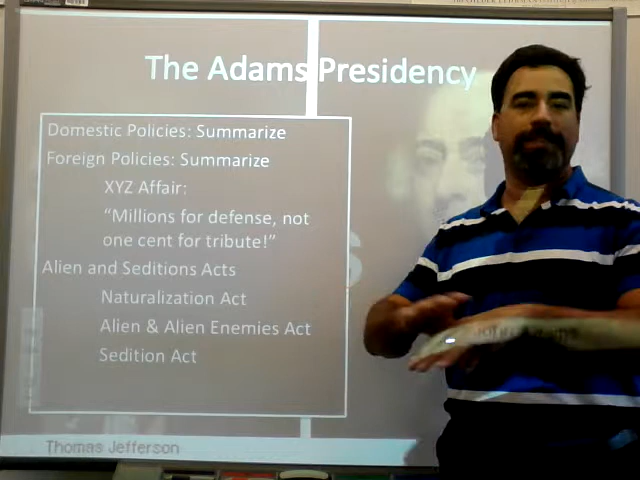 The Adams Presidency
Domestic Policies: Summarize
Foreign Policies: Summarize
XYZ Affair:
“Millions for defense, not
one cent for tribute!”
Alien and Seditions Acts
Naturalization Act
Alien & Alien Enemies Act
Sedition Act
Thomas Jefferson